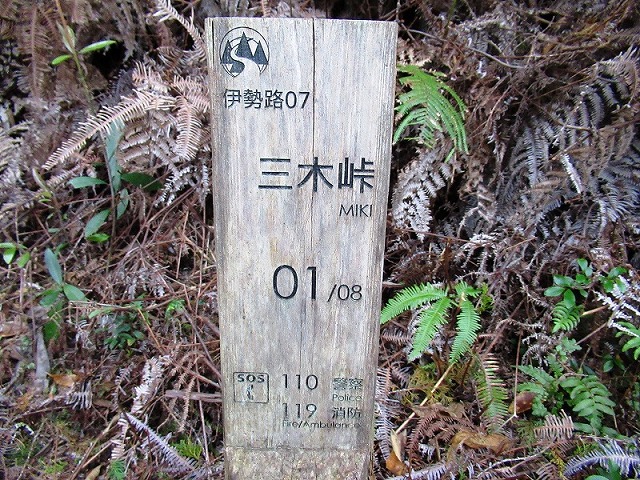 伊勢路07
三木峠
MIKI
01/08
SOS 110 警察
Police
119 消防
Fire/Ambulance